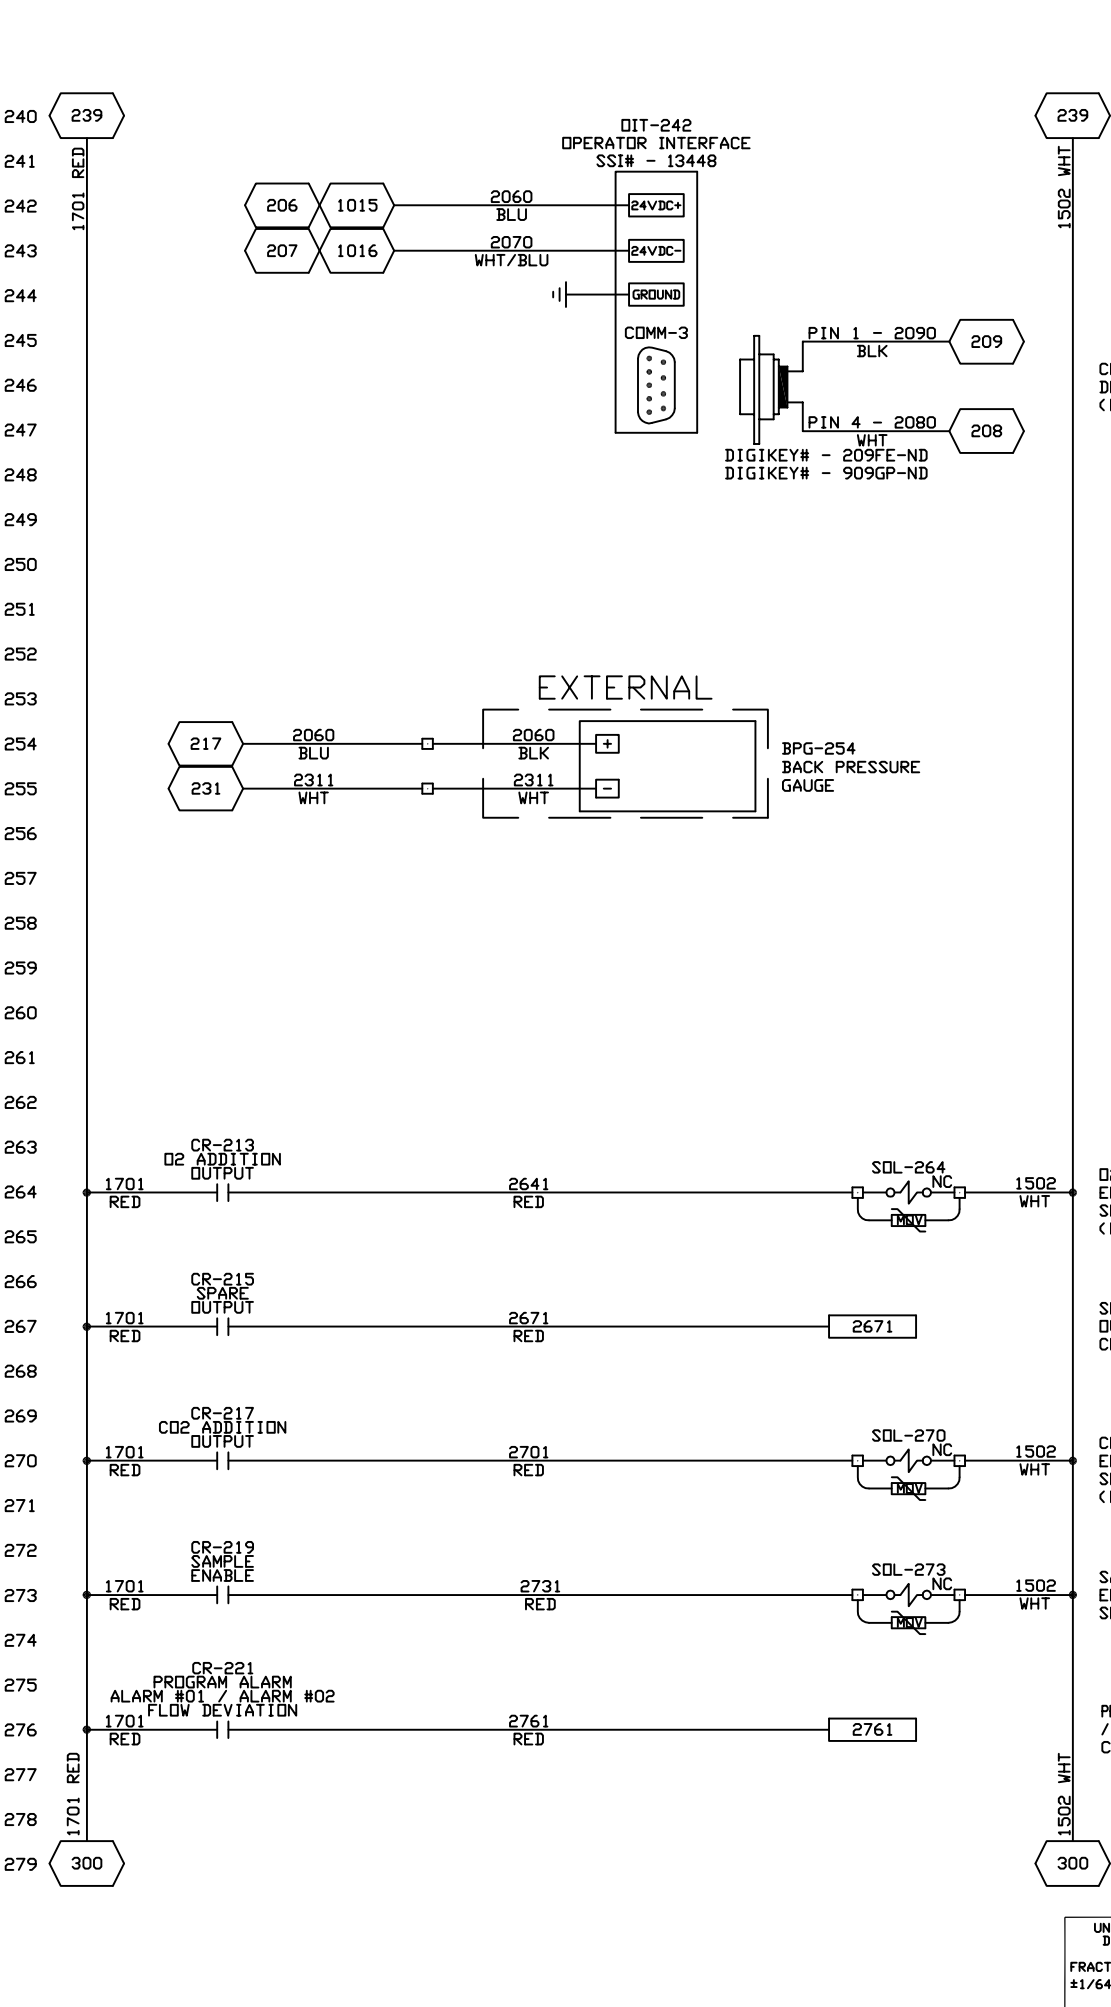 240 239 239
OIT-242
OPERATOR INTERFACE
SSI# - 13448
241
1701 RED
1502 WHT
242 206 1015 2060 24VDC+
BLU
243 207 1016 2070 24VDC-
WHT/BLU
244 GROUND
COMM-3
245 PIN 1 - 2090 209
BLK
246
247 PIN 4 - 2080 208
WHT
DIGIKEY# - 209FE-ND
DIGIKEY# - 909GP-ND
248
249
250
251
252
EXTERNAL
253
254 217 2060 2060 +
BLU BLK
BPG-254
BACK PRESSURE
GAUGE
255 231 2311 2311 -
WHT WHT
256
257
258
259
260
261
262
263
CR-213
O2 ADDITION
OUTPUT
SOL-264
NC
264 1701 2641 1502
RED RED WHT
MOV
265
266
CR-215
SPARE
OUTPUT
267 1701 2671 2671
RED RED
268
269
CR-217
CO2 ADDITION
OUTPUT
SOL-270
NC
270 1701 2701 1502
RED RED WHT
MOV
271
272
CR-219
SAMPLE
ENABLE
SOL-273
NC
273 1701 2731 1502
RED RED WHT
MOV
274
275
CR-221
PROGRAM ALARM
ALARM #01 / ALARM #02
FLOW DEVIATION
276 1701 2761 2761
RED RED
277
1701 RED
1502 WHT
278
279 300 300
±1/64